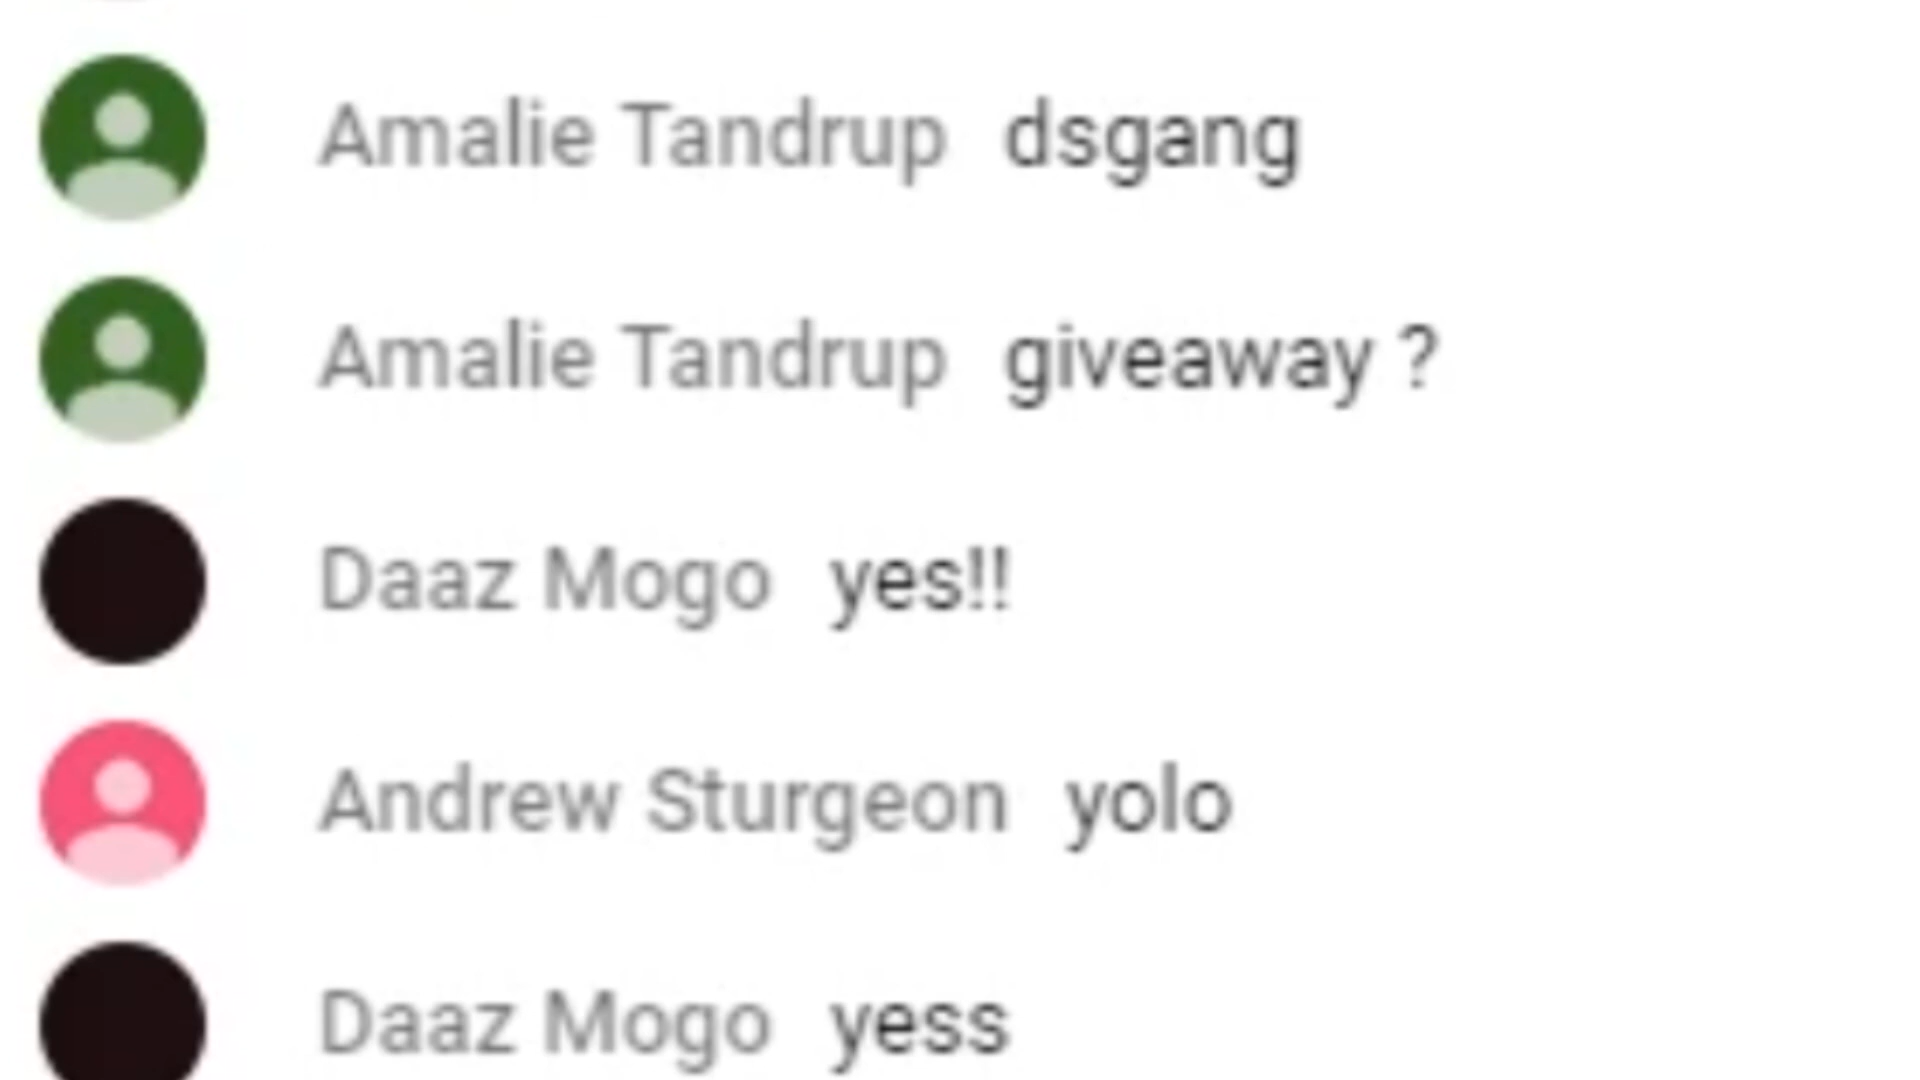 Amalie Tandrup dsgang
Amalie Tandrup giveaway ?
Daaz Mogo yes!!
Andrew Sturgeon yolo
Daaz Mogo yess